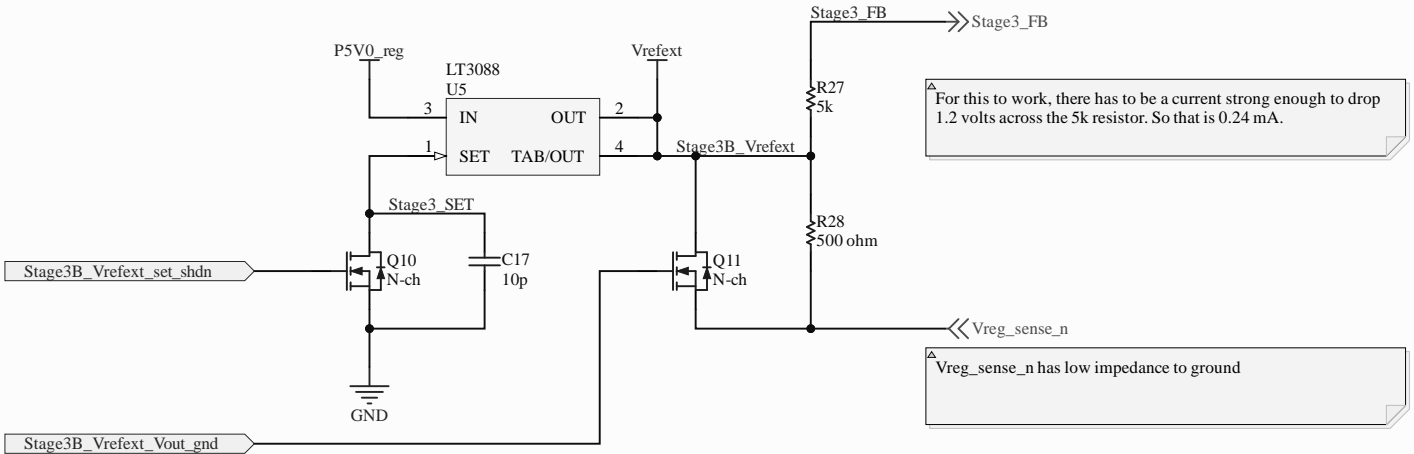 Stage3_FB
Stage3_FB
P5V0_reg
Vrefext
LT3088
U5
R27
5k
For this to work, there has to be a current strong enough to drop
1.2 volts across the 5k resistor. So that is 0.24 mA.
3
IN
OUT
2
1
SET
TAB/OUT
4
Stage3B_Vrefext
Stage3_SET
R28
500 ohm
Stage3B_Vrefext_set_shdn
Q10
N-ch
C17
10p
Q11
N-ch
Vreg_sense_n
Vreg_sense_n has low impedance to ground
GND
Stage3B_Vrefext_Vout_gnd